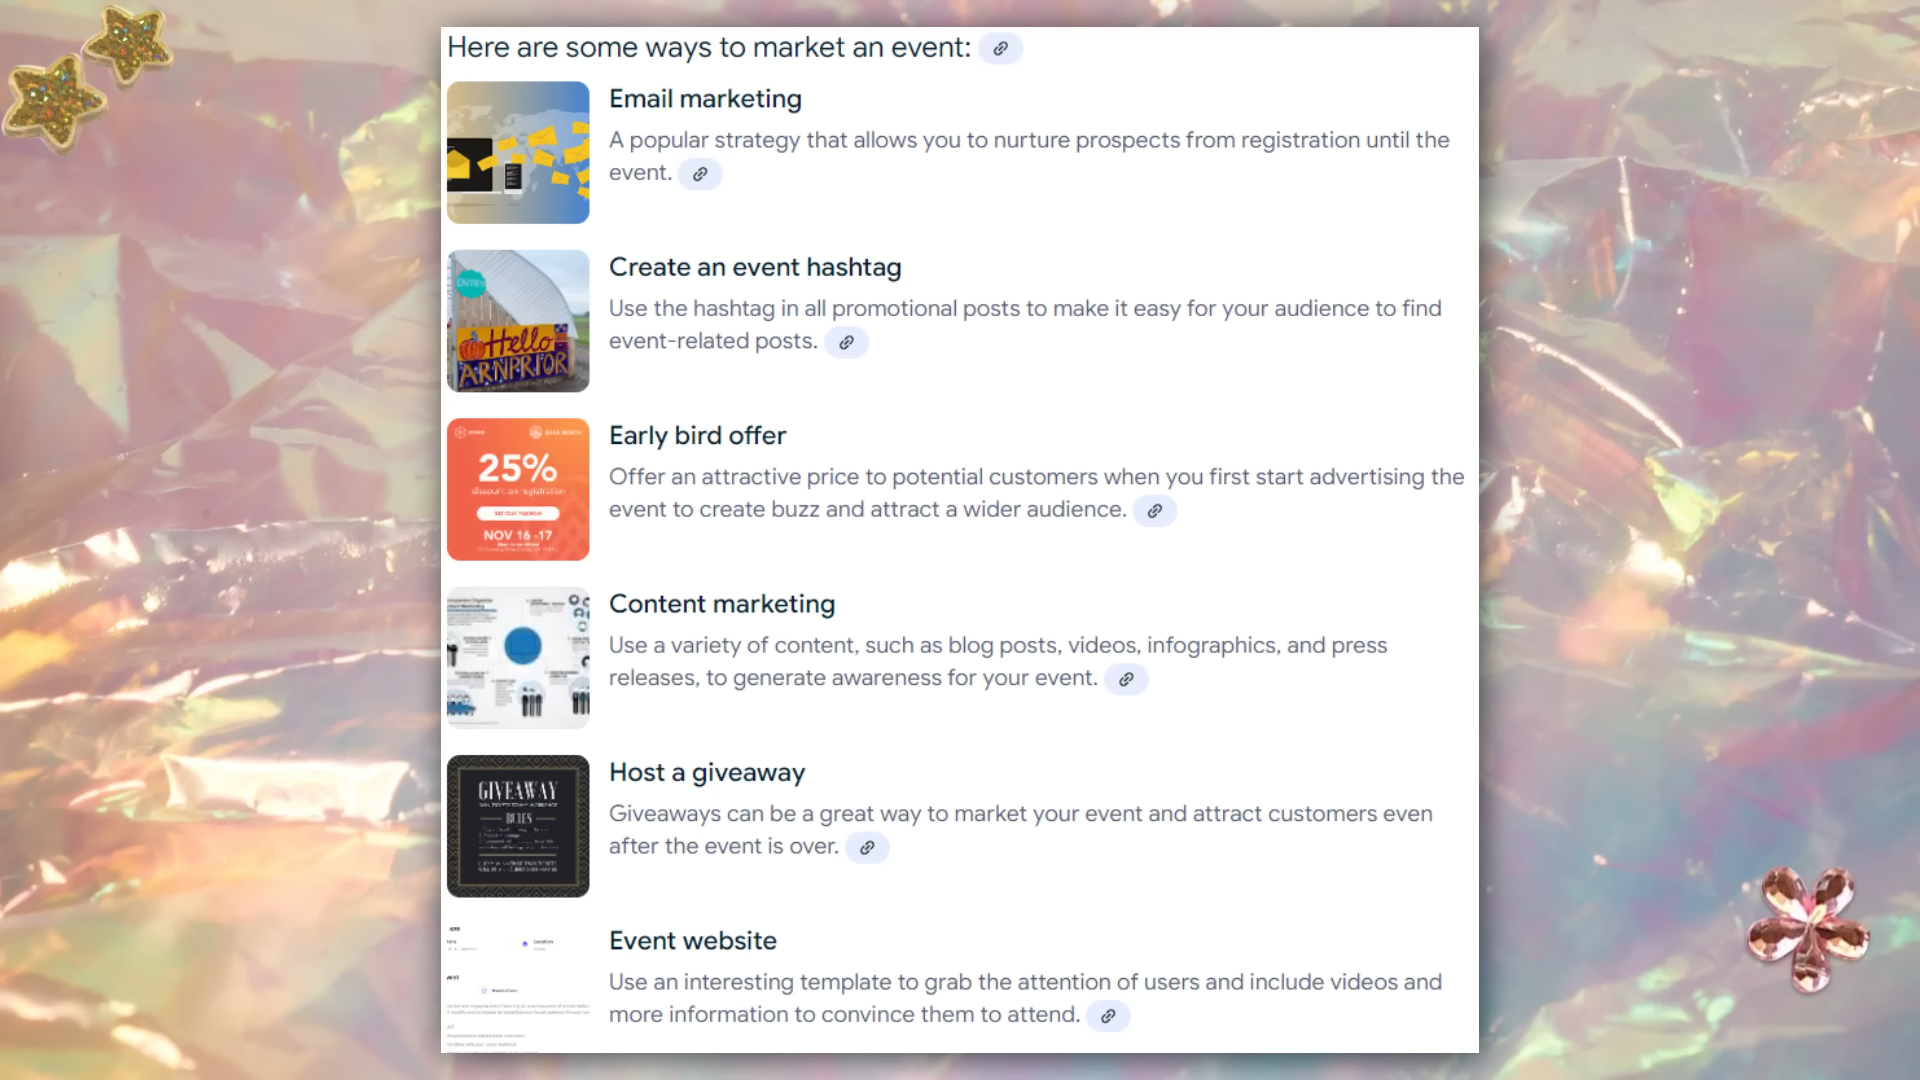 Here are some ways to market an event:
Email marketing
A popular strategy that allows you to nurture prospects from registration until the
event.
ENTRY
Hello
ARNPRIOR
Create an event hashtag
Use the hashtag in all promotional posts to make it easy for your audience to find
event-related posts.
25%
discount on registration
NOV 16 -17
Early bird offer
Offer an attractive price to potential customers when you first start advertising the
event to create buzz and attract a wider audience.
Content marketing
Use a variety of content, such as blog posts, videos, infographics, and press
releases, to generate awareness for your event.
GIVEAWAY
RULES
Host a giveaway
Giveaways can be a great way to market your event and attract customers even
after the event is over.
Location
Event website
Use an interesting template to grab the attention of users and include videos and
more information to convince them to attend.